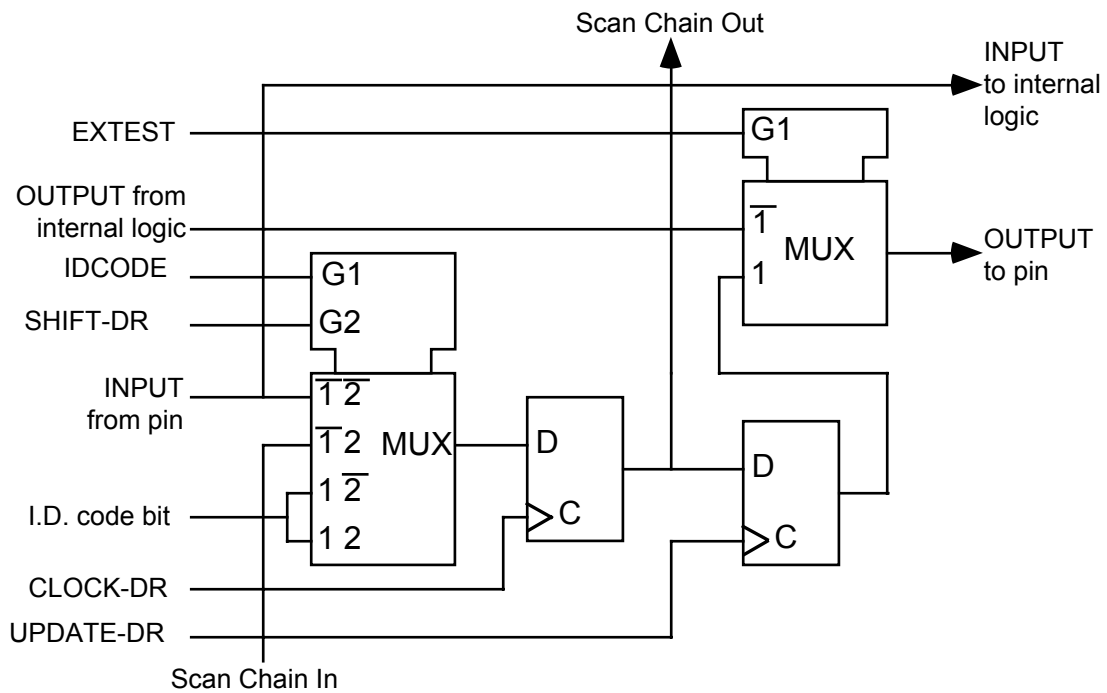 Scan Chain Out
INPUT
to internal
logic
EXTEST
G1
OUTPUT from
internal logic
1̅
MUX
OUTPUT
to pin
1
IDCODE
G1
SHIFT-DR
G2
INPUT
from pin
1̅ 2̅
1̅ 2
MUX
D
D
1 2̅
I.D. code bit
C
1 2
C
CLOCK-DR
UPDATE-DR
Scan Chain In